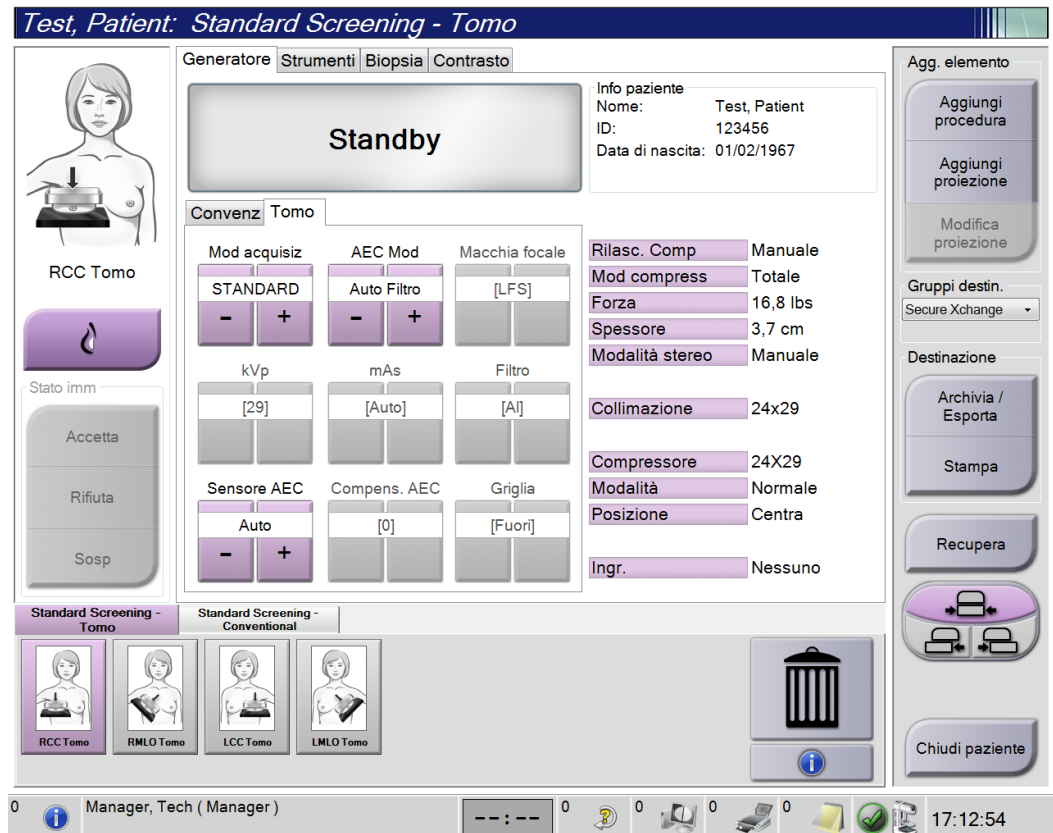 Test, Patient: Standard Screening - Tomo
Generatore Strumenti Biopsia Contrasto
Standby
Info paziente
Nome: Test, Patient
ID: 123456
Data di nascita: 01/02/1967
RCC Tomo
Stato imm
Accetta
Rifiuta
Sosp
Convenz Tomo
Mod acquisiz AEC Mod Macchia focale
STANDARD Auto Filtro [LFS]
- + - +
kVp mAs Filtro
[29] [Auto] [Al]
Sensore AEC Compens. AEC Griglia
Auto [0] [Fuori]
- +
Rilasc. Comp Manuale
Mod compress Totale
Forza 16,8 lbs
Spessore 3,7 cm
Modalità stereo Manuale
Collimazione 24x29
Compressore 24X29
Modalità Normale
Posizione Centra
Ingr. Nessuno
Agg. elemento
Aggiungi
procedura
Aggiungi
proiezione
Modifica
proiezione
Gruppi destin.
Secure Xchange
Destinazione
Archivia /
Esporta
Stampa
Recupera
Chiudi paziente
Standard Screening -
Tomo
Standard Screening -
Conventional
RCC Tomo RMLO Tomo LCC Tomo LMLO Tomo
0 Manager, Tech ( Manager ) --:-- 0 0 0 0 17:12:54